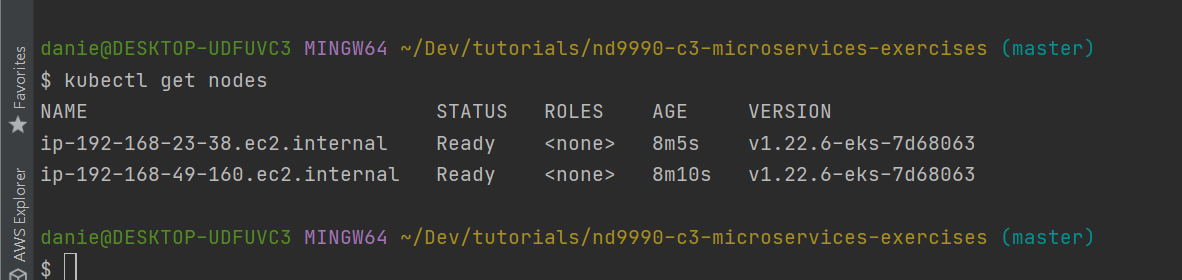 Favorites
AWS Explorer
danie@DESKTOP-UDFUVC3 MINGW64 ~/Dev/tutorials/nd9990-c3-microservices-exercises (master)
$ kubectl get nodes
NAME STATUS ROLES AGE VERSION
ip-192-168-23-38.ec2.internal Ready <none> 8m5s v1.22.6-eks-7d68063
ip-192-168-49-160.ec2.internal Ready <none> 8m10s v1.22.6-eks-7d68063
danie@DESKTOP-UDFUVC3 MINGW64 ~/Dev/tutorials/nd9990-c3-microservices-exercises (master)
$